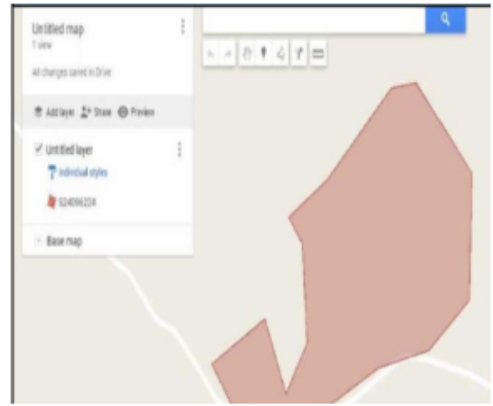 Untitled map
1 view
All changes saved in Drive
Add layer Share Preview
Untitled layer
Individual styles
S24096224
Base map